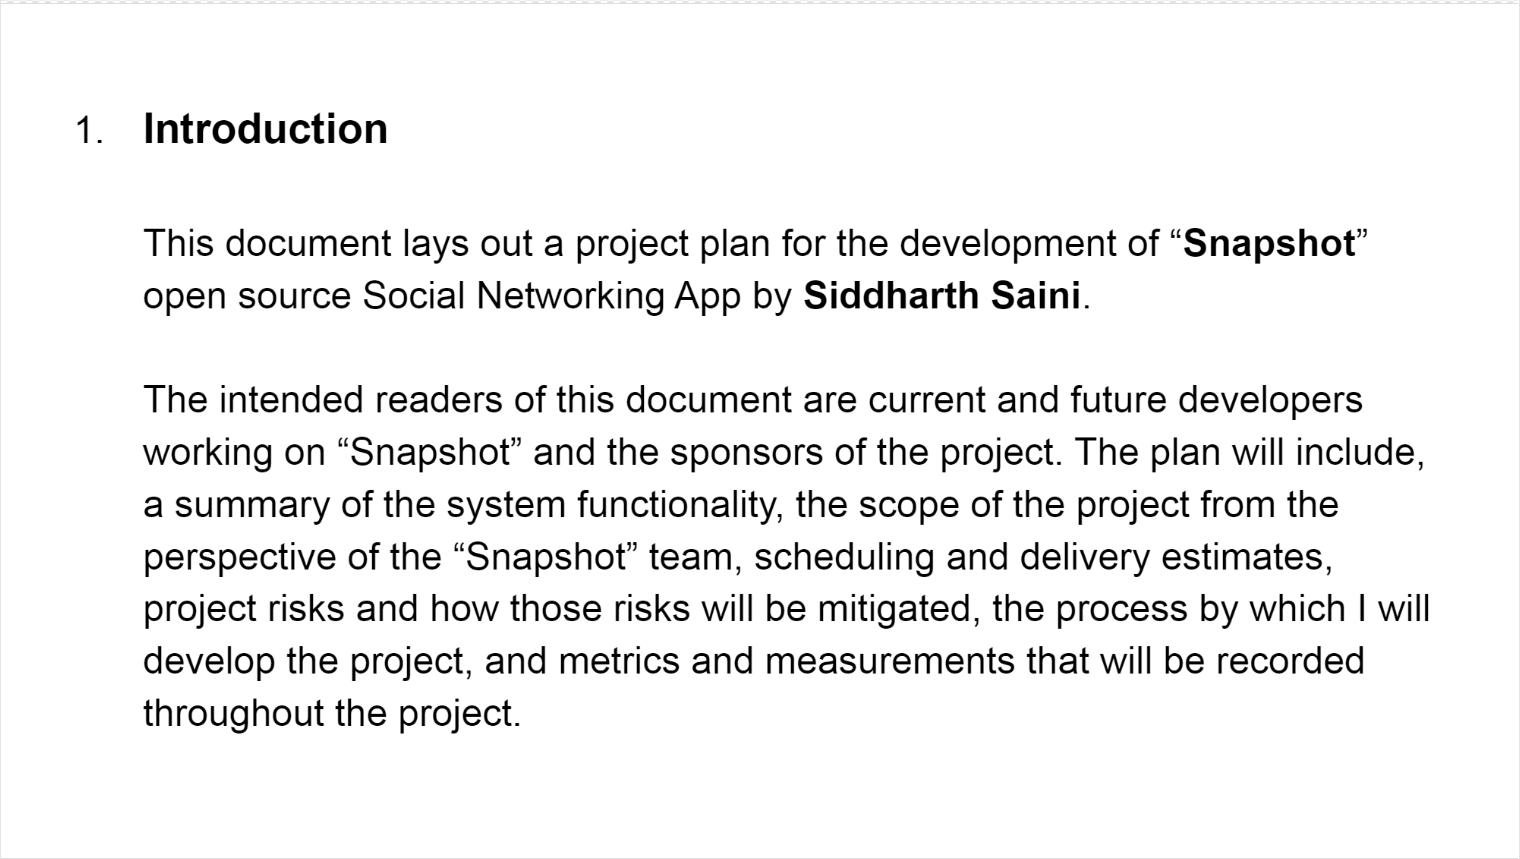 1. Introduction
This document lays out a project plan for the development of “Snapshot”
open source Social Networking App by Siddharth Saini.
The intended readers of this document are current and future developers
working on “Snapshot” and the sponsors of the project. The plan will include,
a summary of the system functionality, the scope of the project from the
perspective of the “Snapshot” team, scheduling and delivery estimates,
project risks and how those risks will be mitigated, the process by which I will
develop the project, and metrics and measurements that will be recorded
throughout the project.